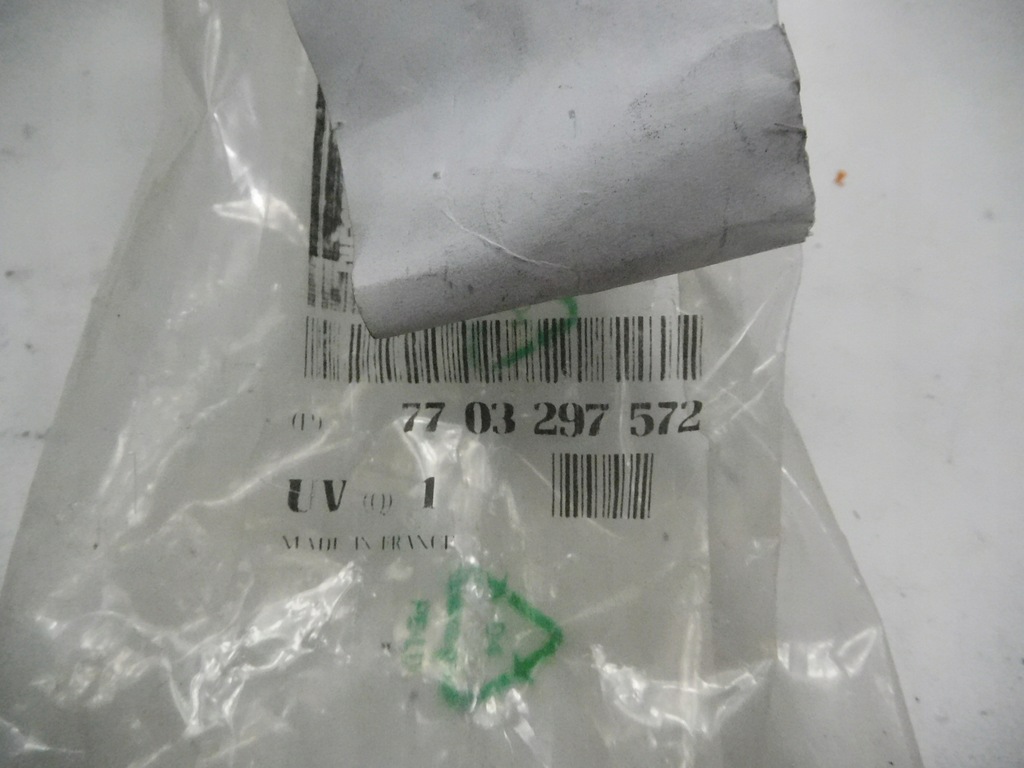 (P) 77 03 297 572
UV (Q) 1
MADE IN FRANCE